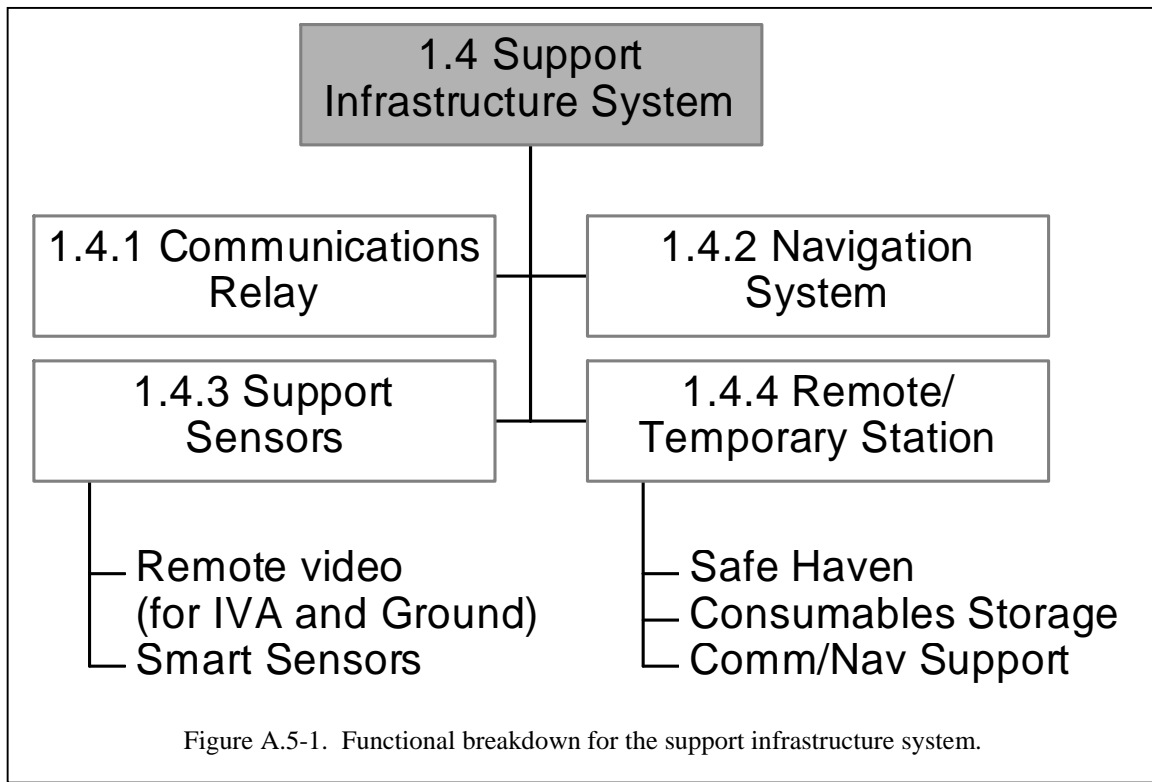 1.4 Support
Infrastructure System
1.4.1 Communications
Relay
1.4.2 Navigation
System
1.4.3 Support
Sensors
1.4.4 Remote/
Temporary Station
Remote video
(for IVA and Ground)
Smart Sensors
Safe Haven
Consumables Storage
Comm/Nav Support
Figure A.5-1.  Functional breakdown for the support infrastructure system.